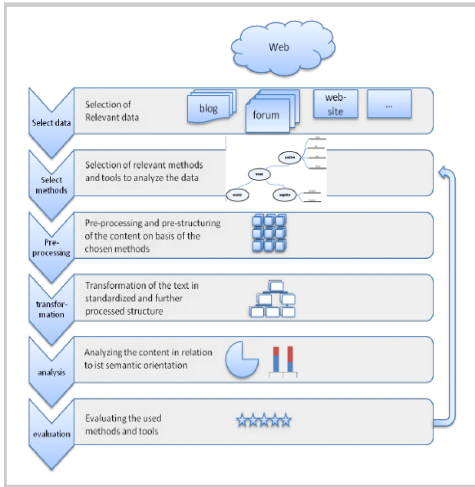 Web
Select data
Selection of
Relevant data
blog
forum
web-
site
...
Select
methods
Selection of relevant methods
and tools to analyze the data
Pre-
processing
Pre-processing and pre-structuring
of the content on basis of the
chosen methods
transfor-
mation
Transformation of the text in
standardized and further
processed structure
analysis
Analyzing the content in relation
to ist semantic orientation
evaluation
Evaluating the used
methods and tools